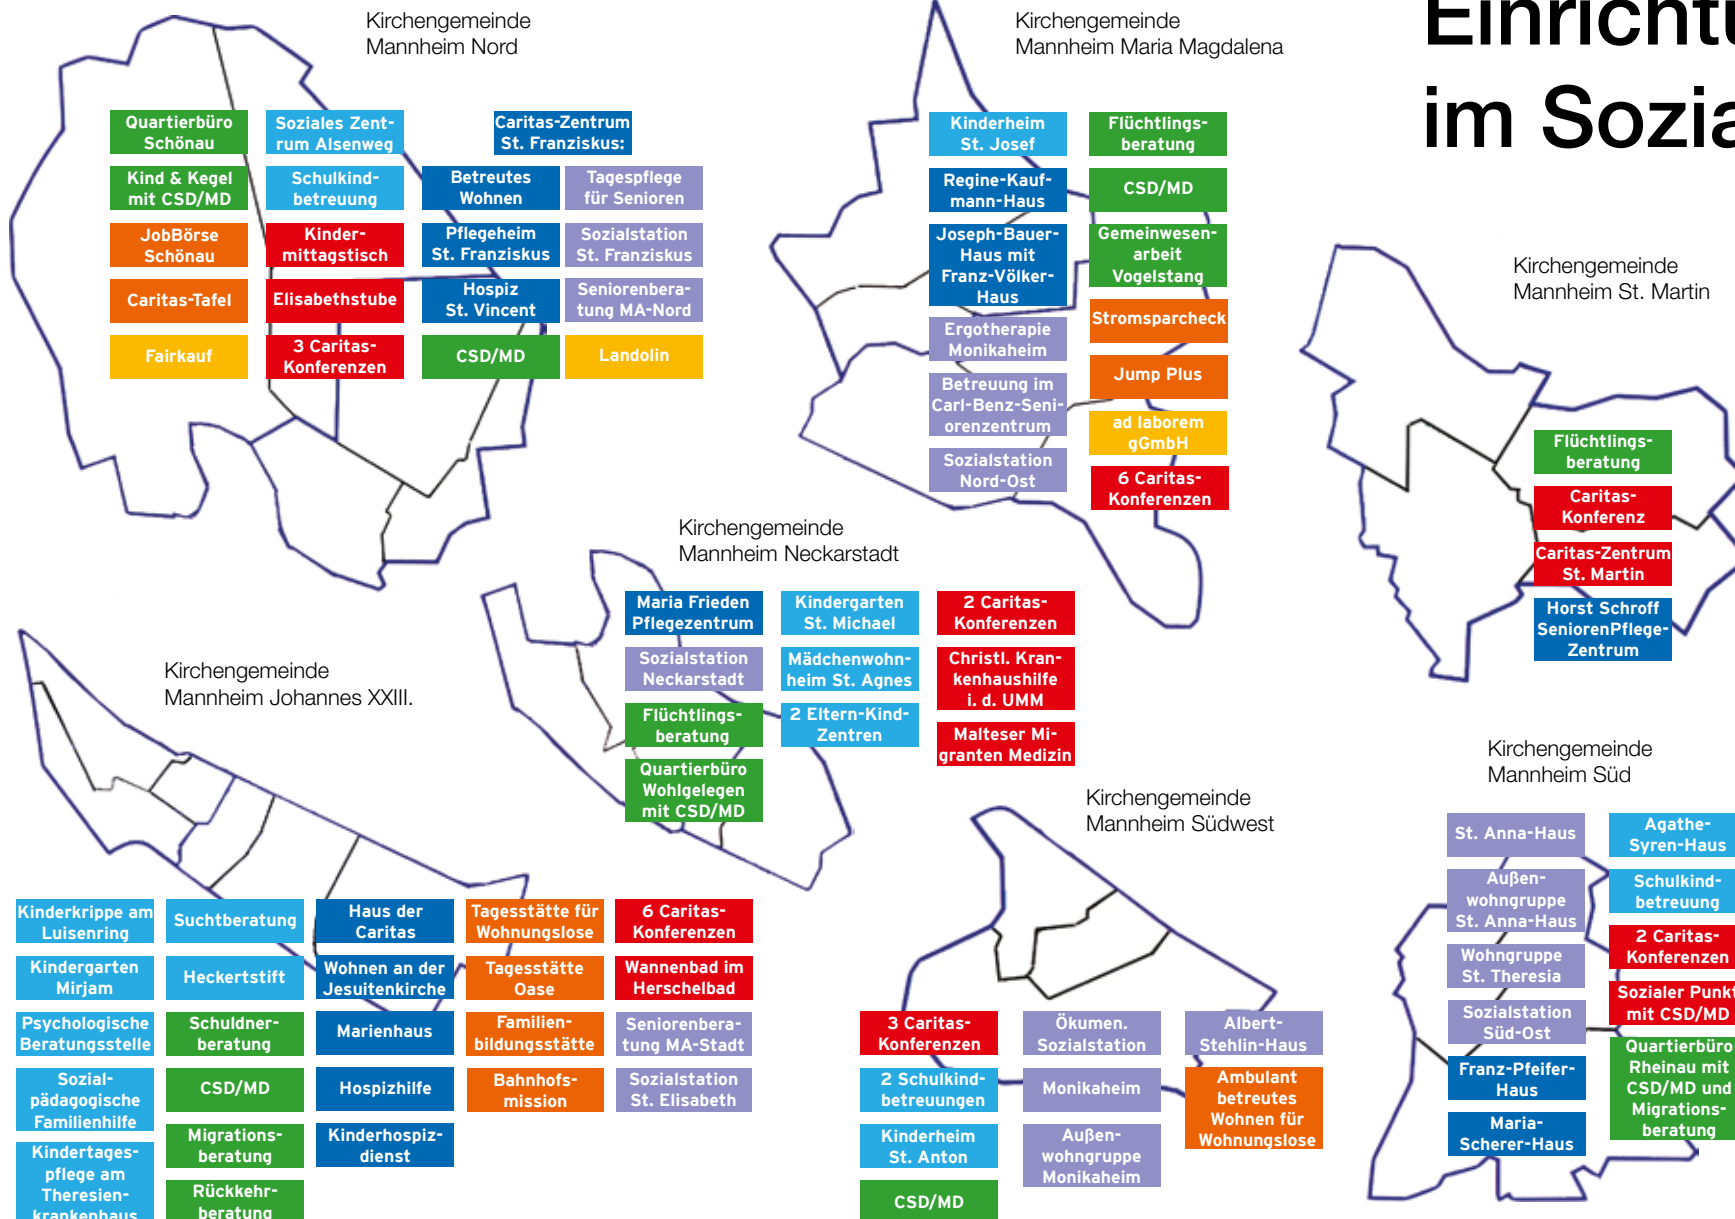 Einricht
im Sozia
Kirchengemeinde
Mannheim Nord
Quartierbüro
Schönau
Kind & Kegel
mit CSD/MD
JobBörse
Schönau
Caritas-Tafel
Fairkauf
Soziales Zent-
rum Alsenweg
Schulkind-
betreuung
Kinder-
mittagstisch
Elisabethstube
3 Caritas-
Konferenzen
Caritas-Zentrum
St. Franziskus:
Betreutes
Wohnen
Pflegeheim
St. Franziskus
Hospiz
St. Vincent
CSD/MD
Tagespflege
für Senioren
Sozialstation
St. Franziskus
Seniorenbera-
tung MA-Nord
Landolin
Kirchengemeinde
Mannheim Maria Magdalena
Kinderheim
St. Josef
Regine-Kauf-
mann-Haus
Joseph-Bauer-
Haus mit
Franz-Völker-
Haus
Ergotherapie
Monikaheim
Betreuung im
Carl-Benz-Seni-
orenzentrum
Sozialstation
Nord-Ost
Flüchtlings-
beratung
CSD/MD
Gemeinwesen-
arbeit
Vogelstang
Stromsparcheck
Jump Plus
ad laborem
gGmbH
6 Caritas-
Konferenzen
Kirchengemeinde
Mannheim St. Martin
Flüchtlings-
beratung
Caritas-
Konferenz
Caritas-Zentrum
St. Martin
Horst Schroff
SeniorenPflege-
Zentrum
Kirchengemeinde
Mannheim Neckarstadt
Maria Frieden
Pflegezentrum
Sozialstation
Neckarstadt
Flüchtlings-
beratung
Quartierbüro
Wohlgelegen
mit CSD/MD
Kindergarten
St. Michael
Mädchenwohn-
heim St. Agnes
2 Eltern-Kind-
Zentren
2 Caritas-
Konferenzen
Christl. Kran-
kenhaushilfe
i. d. UMM
Malteser Mi-
granten Medizin
Kirchengemeinde
Mannheim Johannes XXIII.
Kinderkrippe am
Luisenring
Kindergarten
Mirjam
Psychologische
Beratungsstelle
Sozial-
pädagogische
Familienhilfe
Kindertages-
pflege am
Theresien-
krankenhaus
Suchtberatung
Heckertstift
Schuldner-
beratung
CSD/MD
Migrations-
beratung
Rückkehr-
beratung
Haus der
Caritas
Wohnen an der
Jesuitenkirche
Marienhaus
Hospizhilfe
Kinderhospiz-
dienst
Tagesstätte für
Wohnungslose
Tagesstätte
Oase
Familien-
bildungsstätte
Bahnhofs-
mission
6 Caritas-
Konferenzen
Wannenbad im
Herschelbad
Seniorenbera-
tung MA-Stadt
Sozialstation
St. Elisabeth
Kirchengemeinde
Mannheim Südwest
3 Caritas-
Konferenzen
2 Schulkind-
betreuungen
Kinderheim
St. Anton
CSD/MD
Ökumen.
Sozialstation
Monikaheim
Außen-
wohngruppe
Monikaheim
Albert-
Stehlin-Haus
Ambulant
betreutes
Wohnen für
Wohnungslose
Kirchengemeinde
Mannheim Süd
St. Anna-Haus
Außen-
wohngruppe
St. Anna-Haus
Wohngruppe
St. Theresia
Sozialstation
Süd-Ost
Franz-Pfeifer-
Haus
Maria-
Scherer-Haus
Agathe-
Syren-Haus
Schulkind-
betreuung
2 Caritas-
Konferenzen
Sozialer Punkt
mit CSD/MD
Quartierbüro
Rheinau mit
CSD/MD und
Migrations-
beratung